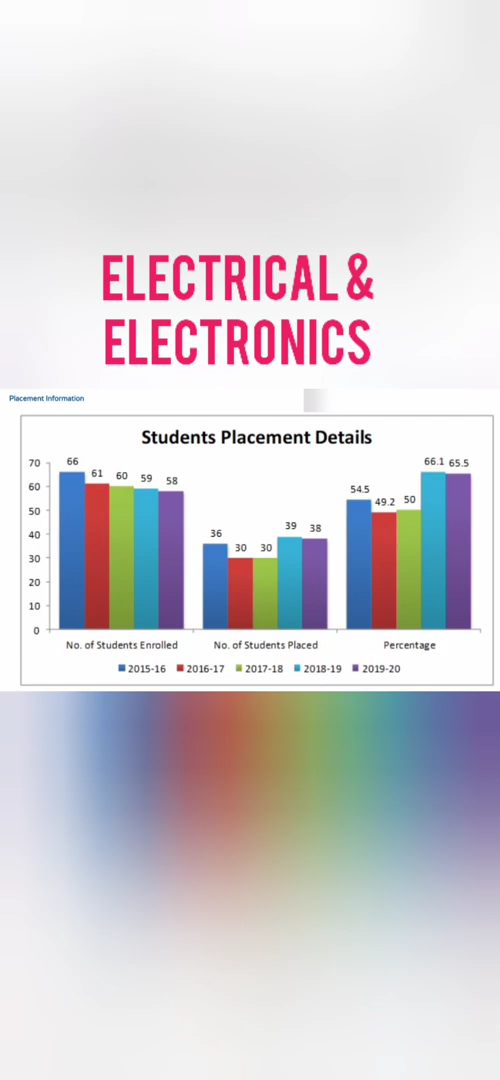 ELECTRICAL &
ELECTRONICS
Placement Information
Students Placement Details
70
60
50
40
30
20
10
0
66 61 60 59 58
36 30 30 39 38
54.5 49.2 50 66.1 65.5
No. of Students Enrolled No. of Students Placed Percentage
2015-16 2016-17 2017-18 2018-19 2019-20